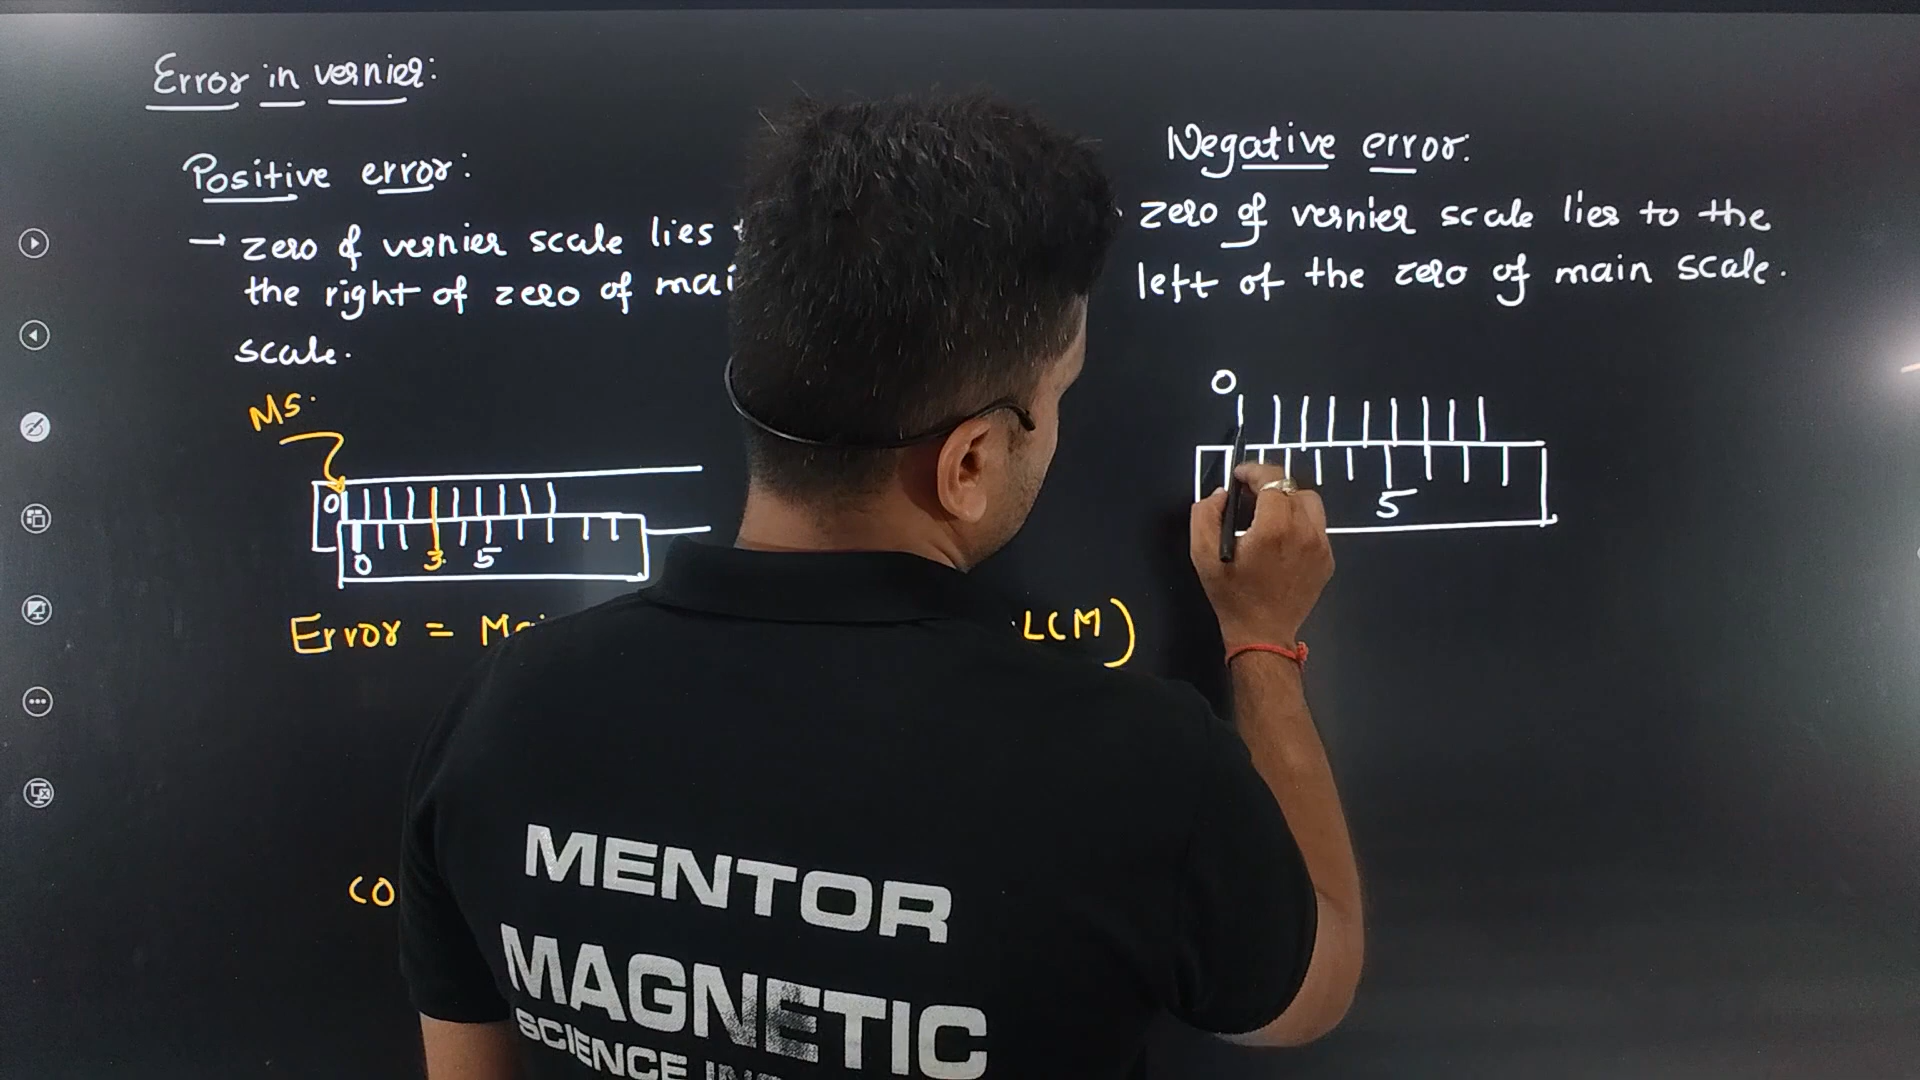 Error in vernier:
Positive error:
→ zero of vernier scale lies
the right of zero of mai
scale.
MS.
0
0 3. 5
Error = Mai
LCM)
co
Negative error:
zero of vernier scale lies to the
left of the zero of main scale.
0
5
MENTOR
MAGNETIC
SCIENCE